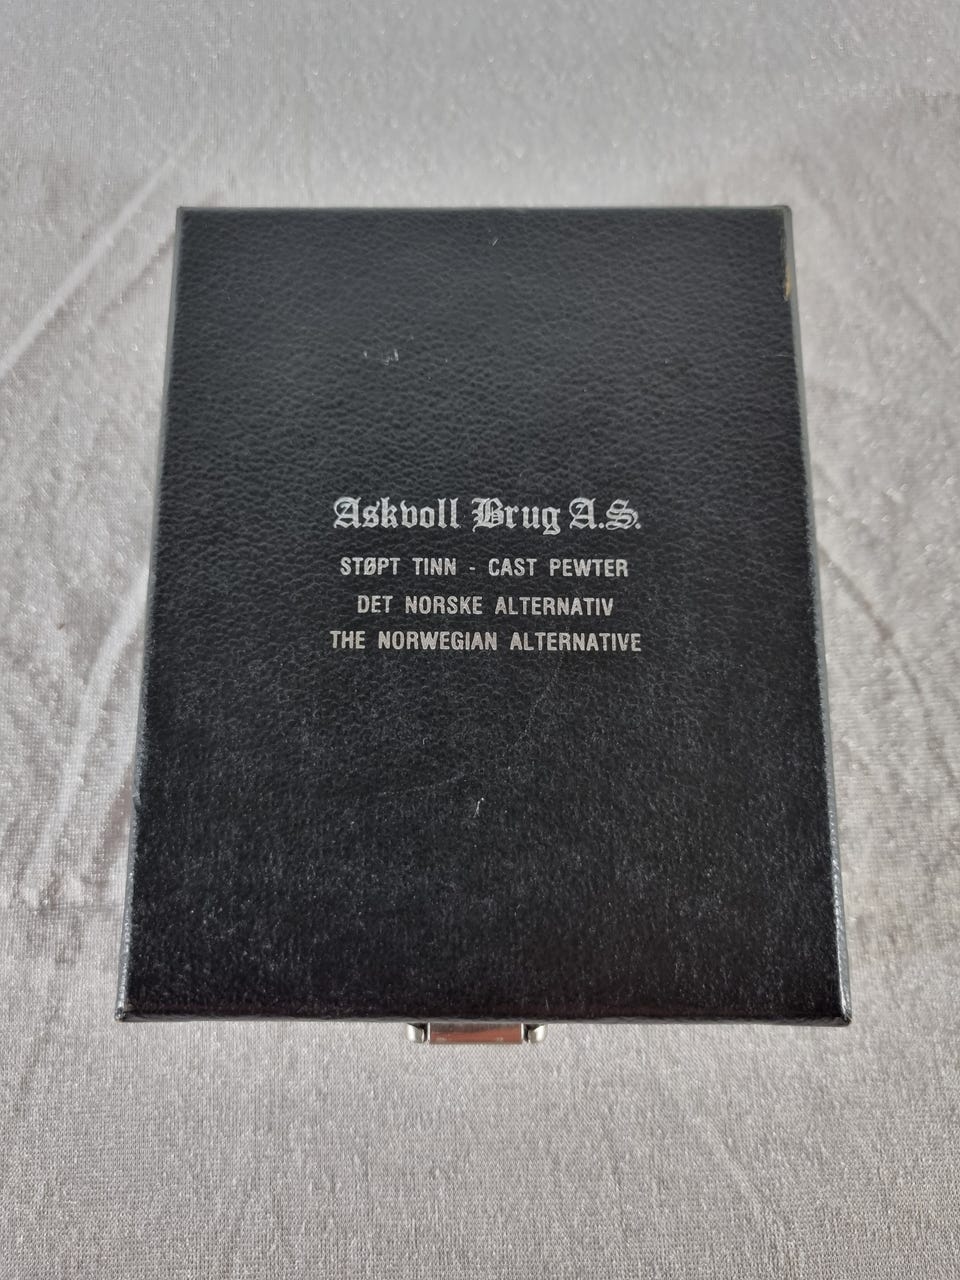 Askvoll Brug A.S.
STØPT TINN - CAST PEWTER
DET NORSKE ALTERNATIV
THE NORWEGIAN ALTERNATIVE